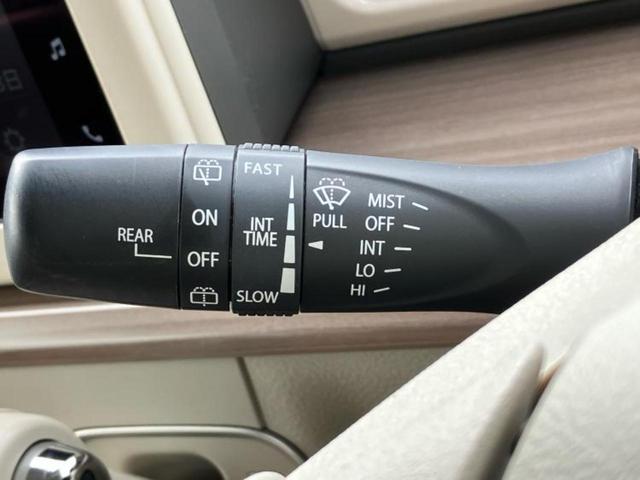 REAR
ON
OFF
FAST
INT
TIME
SLOW
PULL
MIST
OFF
INT
LO
HI